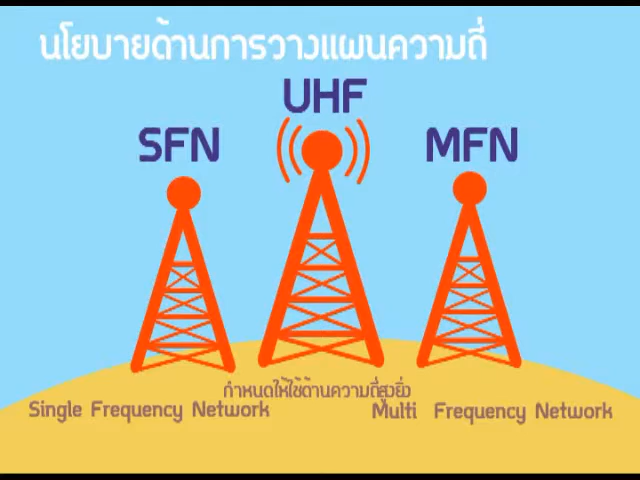 นโยบายด้านการวางแผนความถี่
UHF
SFN
MFN
กำหนดให้ใช้ด้านความถี่สูงยิ่ง
Single Frequency Network
Multi Frequency Network